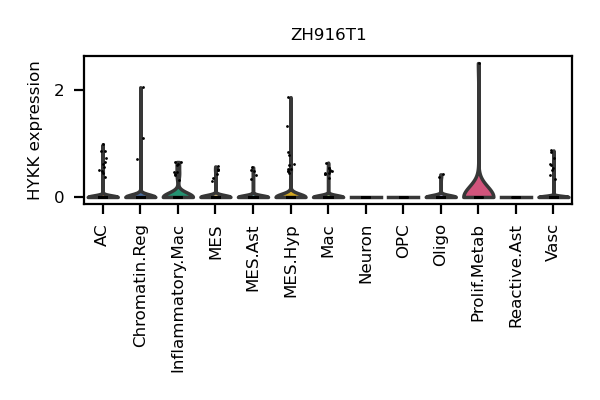 ZH916T1
HYKK expression
2
0
AC
Chromatin.Reg
Inflammatory.Mac
MES
MES.Ast
MES.Hyp
Mac
Neuron
OPC
Oligo
Prolif.Metab
Reactive.Ast
Vasc